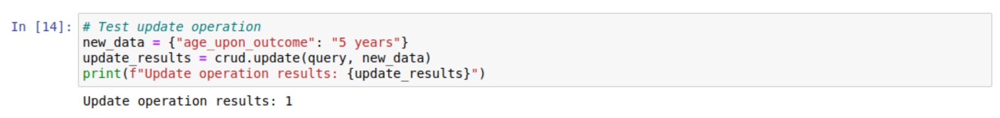 In [14]: # Test update operation
new_data = {"age_upon_outcome": "5 years"}
update_results = crud.update(query, new_data)
print(f"Update operation results: {update_results}")
Update operation results: 1